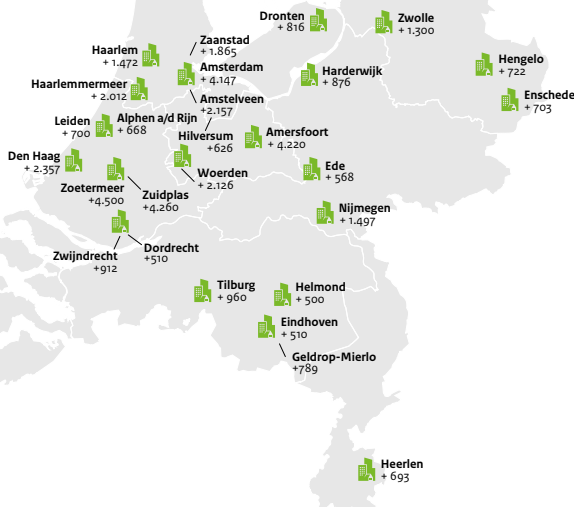 Dronten
+ 816
Zwolle
+ 1.300
Zaanstad
+ 1.865
Haarlem
+ 1.472
Amsterdam
+ 4.147
Hengelo
+ 722
Harderwijk
+ 876
Haarlemmermeer
+ 2.012
Enschede
+ 703
Amstelveen
+2.157
Leiden
+ 700
Alphen a/d Rijn
+ 668
Hilversum
+626
Amersfoort
+ 4.220
Den Haag
+ 2.357
Woerden
+ 2.126
Ede
+ 568
Zoetermeer
+4.500
Zuidplas
+4.260
Nijmegen
+ 1.497
Zwijndrecht
+912
Dordrecht
+510
Tilburg
+ 960
Helmond
+ 500
Eindhoven
+ 510
Geldrop-Mierlo
+789
Heerlen
+ 693